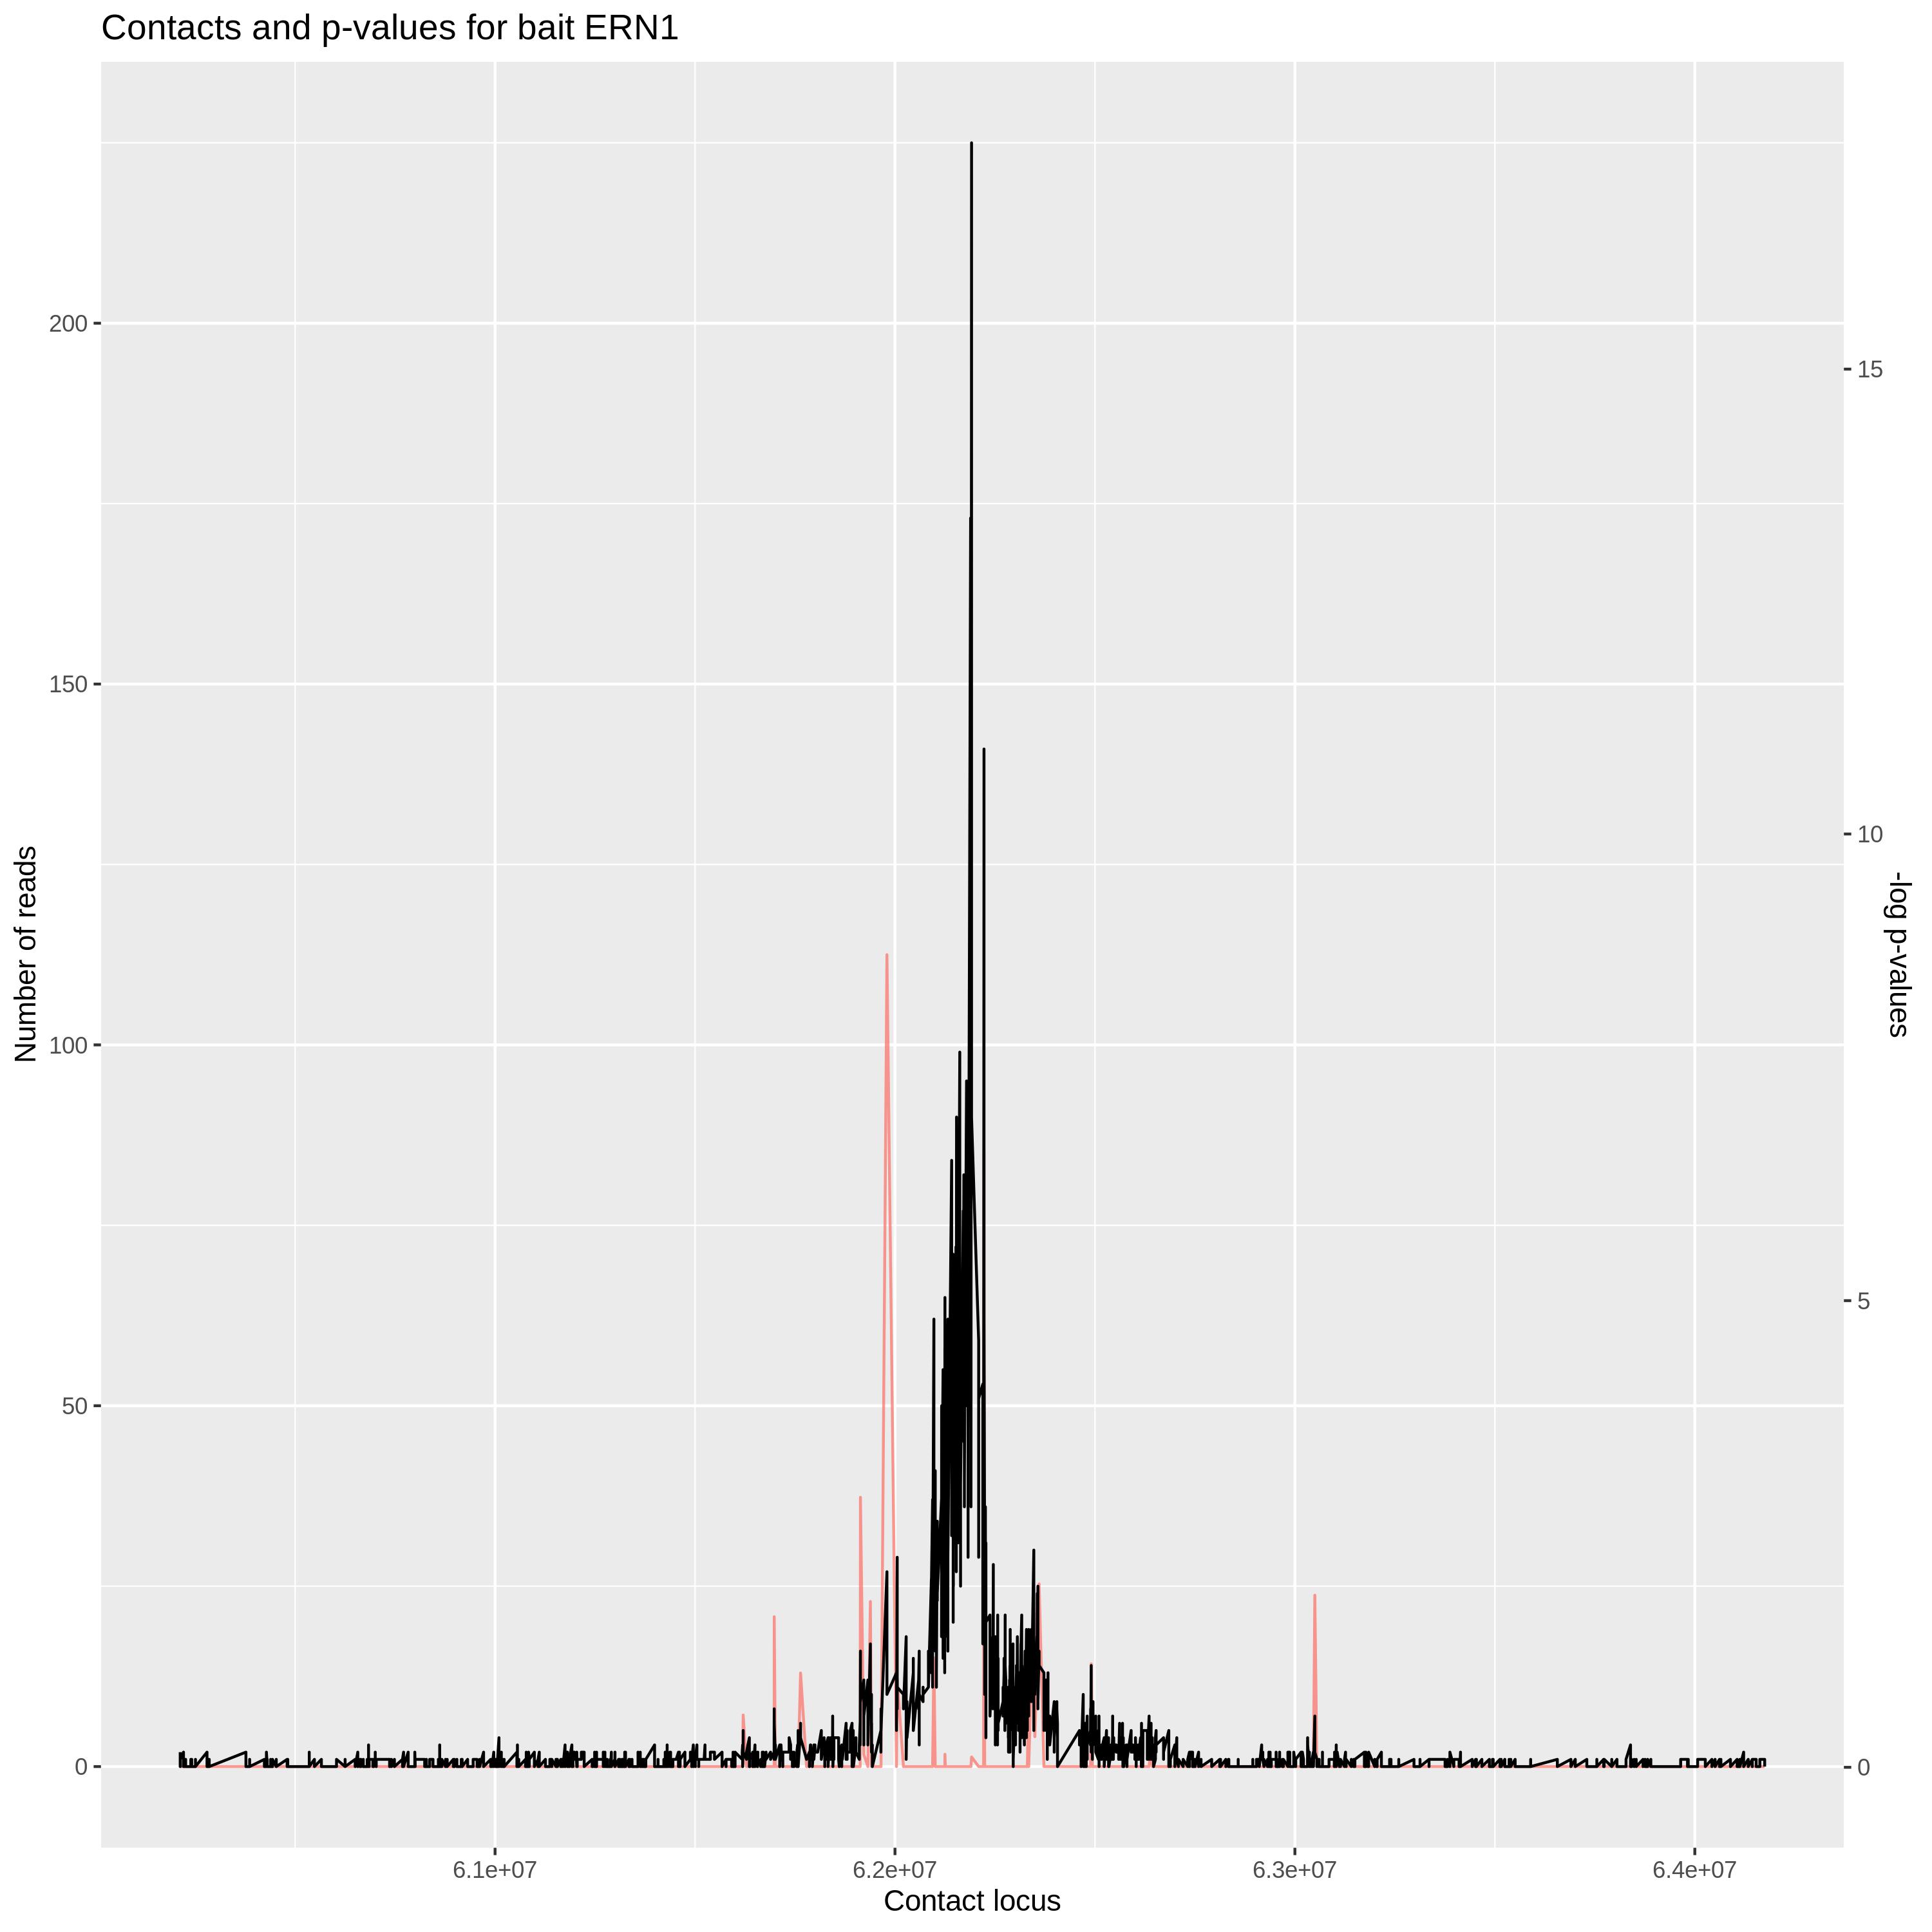 Contacts and p-values for bait ERN1
200
150
100
50
0
Number of reads
15
10
5
0
-log p-values
6.1e+07
6.2e+07
6.3e+07
6.4e+07
Contact locus